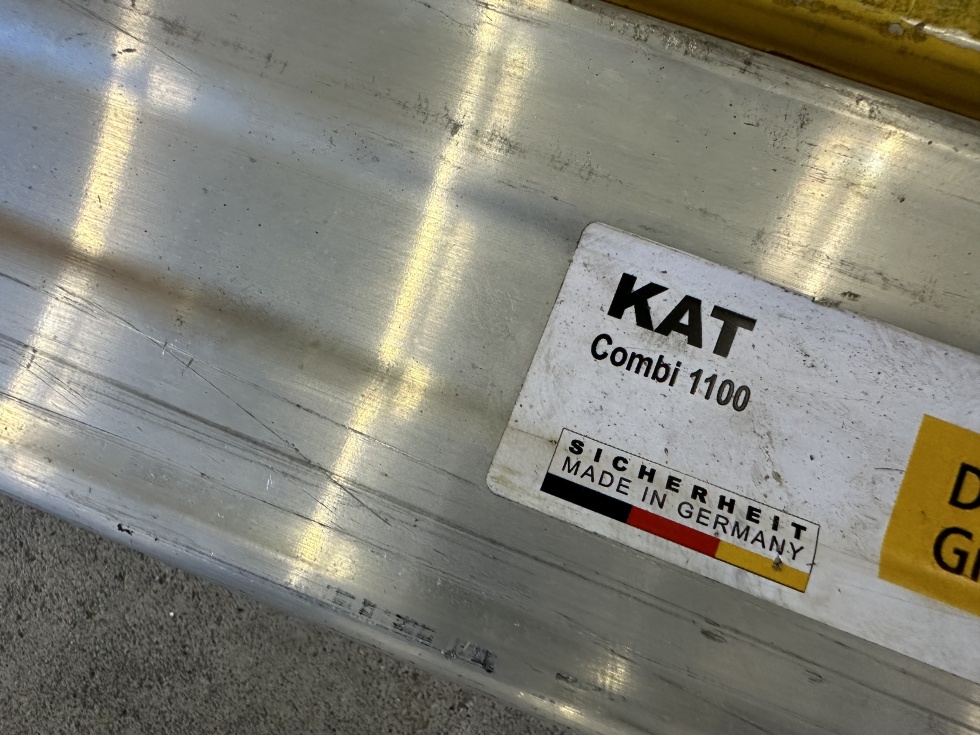 KAT
Combi 1100
SICHERHEIT
MADE IN GERMANY